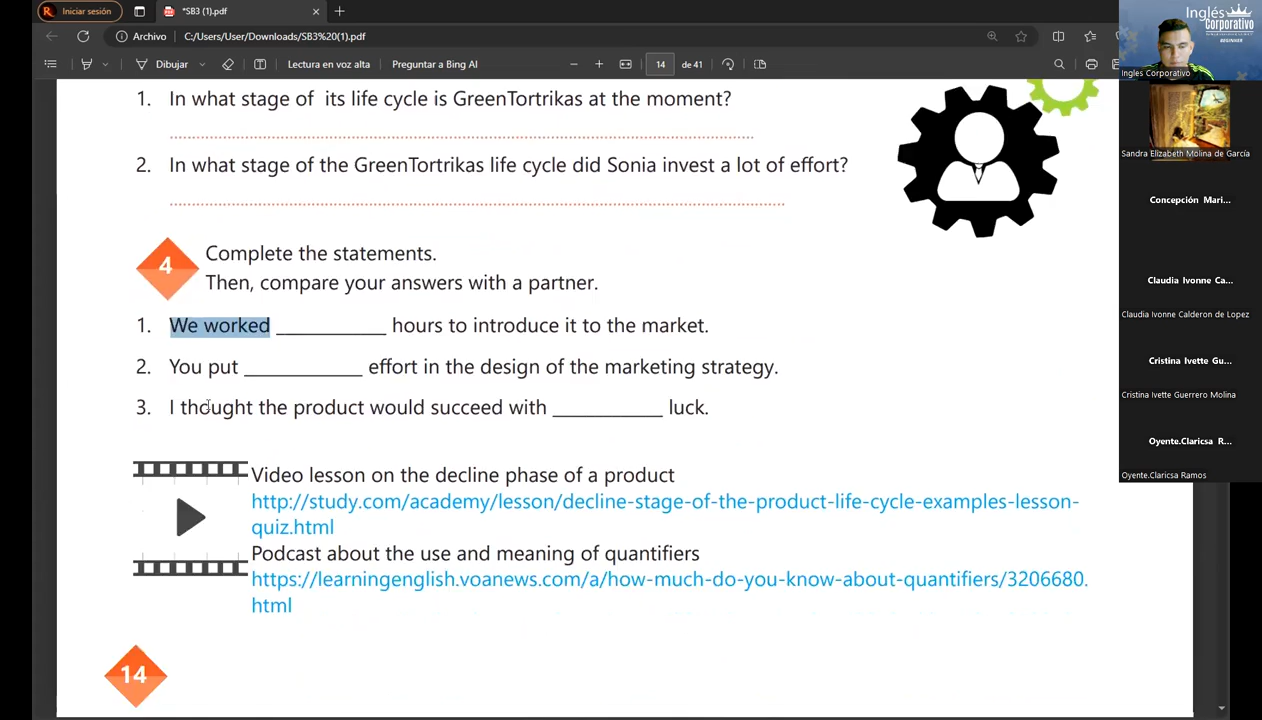 Iniciar sesión
*SB3 (1).pdf
Archivo
C:/Users/User/Downloads/SB3%20(1).pdf
Dibujar
Lectura en voz alta
Preguntar a Bing AI
14
de 41
1. In what stage of its life cycle is GreenTortrikas at the moment?
2. In what stage of the GreenTortrikas life cycle did Sonia invest a lot of effort?
4
Complete the statements.
Then, compare your answers with a partner.
1. We worked ___________ hours to introduce it to the market.
2. You put ____________ effort in the design of the marketing strategy.
3. I thought the product would succeed with ___________ luck.
Video lesson on the decline phase of a product
http://study.com/academy/lesson/decline-stage-of-the-product-life-cycle-examples-lesson-
quiz.html
Podcast about the use and meaning of quantifiers
https://learningenglish.voanews.com/a/how-much-do-you-know-about-quantifiers/3206680.
html
14
Inglés
Corporativo
BEGINNER
Ingles Corporativo
Sandra Elizabeth Molina de García
Concepción Mari...
Claudia Ivonne Ca...
Claudia Ivonne Calderon de Lopez
Cristina Ivette Gu...
Cristina Ivette Guerrero Molina
Oyente.Claricsa R...
Oyente.Claricsa Ramos